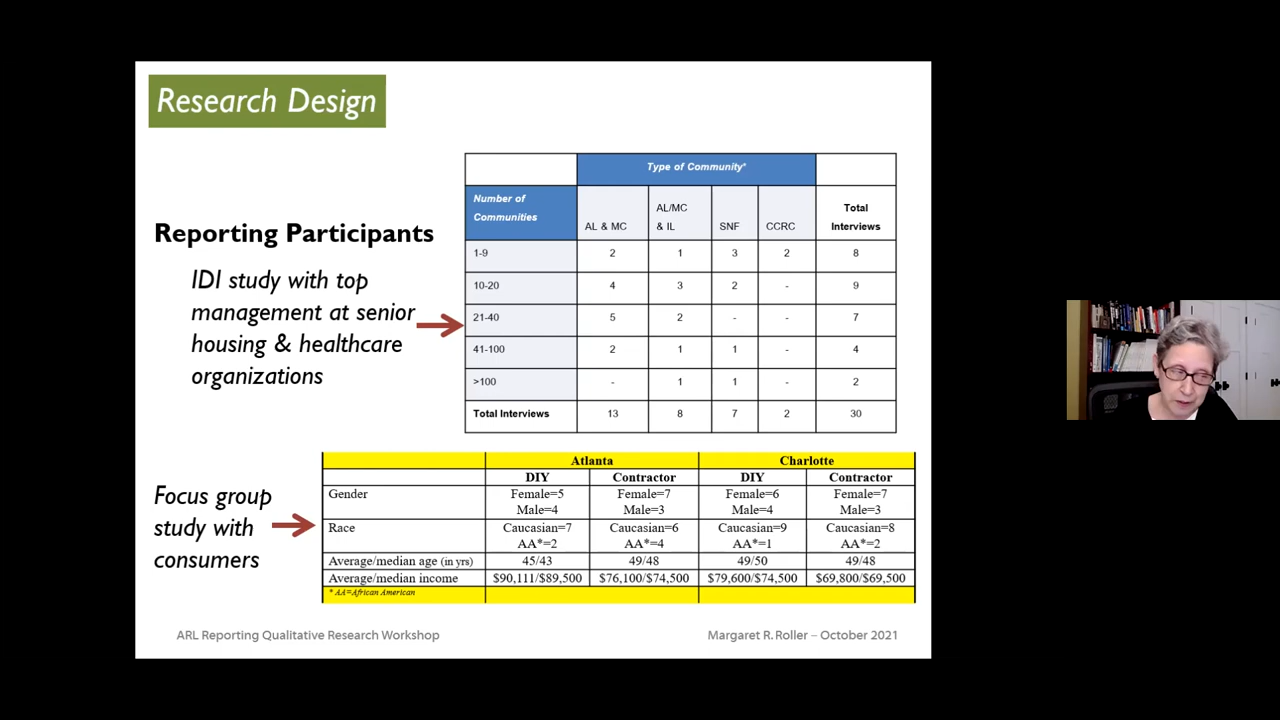 Research Design
Reporting Participants
IDI study with top
management at senior
housing & healthcare
organizations
Type of Community*
Number of
Communities
AL & MC
AL/MC
& IL
SNF
CCRC
Total
Interviews
1-9 2 1 3 2 8
10-20 4 3 2 - 9
21-40 5 2 - - 7
41-100 2 1 1 - 4
>100 - 1 1 - 2
Total Interviews 13 8 7 2 30
Focus group
study with
consumers
Atlanta Charlotte
DIY Contractor DIY Contractor
Gender Female=5 Female=7 Female=6 Female=7
Male=4 Male=3 Male=4 Male=3
Race Caucasian=7 Caucasian=6 Caucasian=9 Caucasian=8
AA*=2 AA*=4 AA*=1 AA*=2
Average/median age (in yrs) 45/43 49/48 49/50 49/48
Average/median income $90,111/$89,500 $76,100/$74,500 $79,600/$74,500 $69,800/$69,500
* AA=African American
ARL Reporting Qualitative Research Workshop
Margaret R. Roller – October 2021